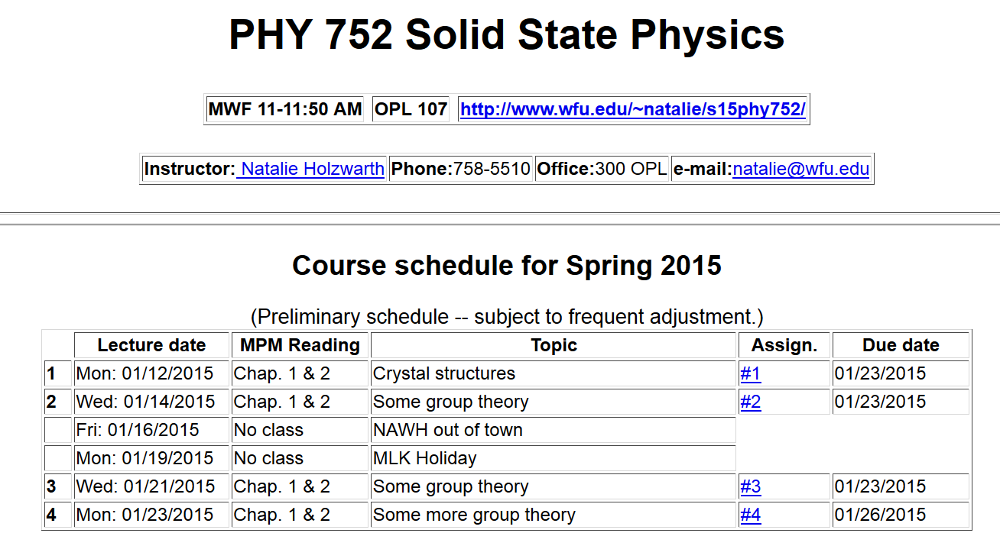 PHY 752 Solid State Physics
MWF 11-11:50 AM OPL 107 http://www.wfu.edu/~natalie/s15phy752/
Instructor: Natalie Holzwarth Phone:758-5510 Office:300 OPL e-mail:natalie@wfu.edu
Course schedule for Spring 2015
(Preliminary schedule -- subject to frequent adjustment.)
Lecture date MPM Reading Topic Assign. Due date
1 Mon: 01/12/2015 Chap. 1 & 2 Crystal structures #1 01/23/2015
2 Wed: 01/14/2015 Chap. 1 & 2 Some group theory #2 01/23/2015
Fri: 01/16/2015 No class NAWH out of town
Mon: 01/19/2015 No class MLK Holiday
3 Wed: 01/21/2015 Chap. 1 & 2 Some group theory #3 01/23/2015
4 Mon: 01/23/2015 Chap. 1 & 2 Some more group theory #4 01/26/2015